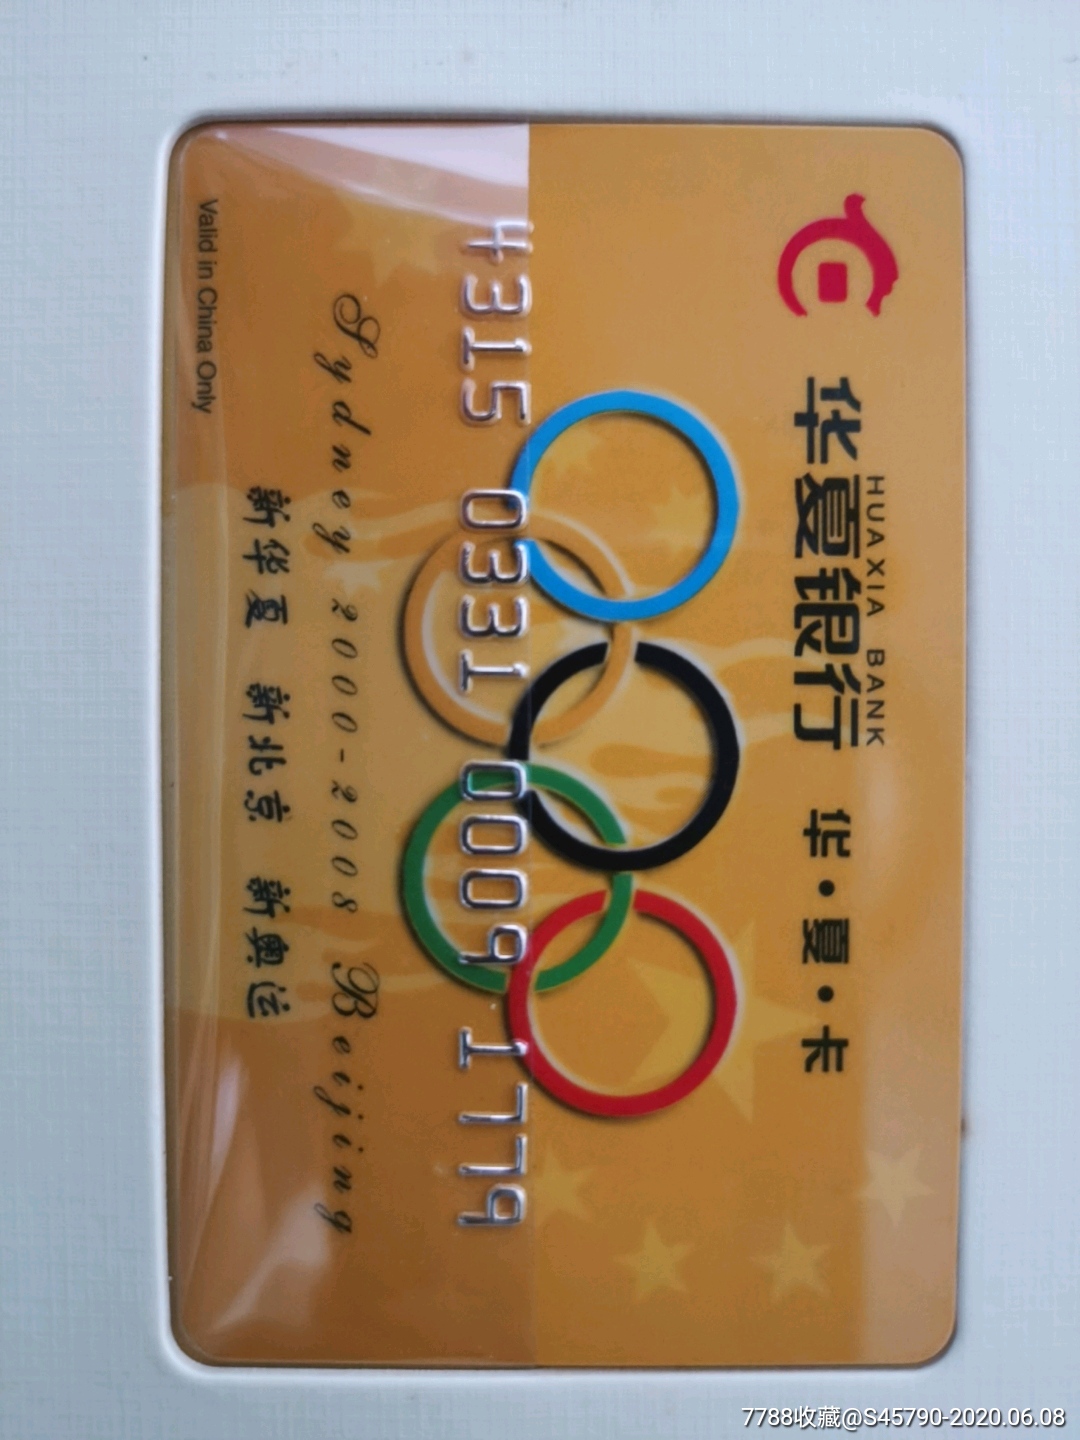 华夏银行 华·夏·卡
HUAXIA BANK
4315 0331 0009 1779
Sydney 2000-2008 Beijing
新华夏 新北京 新奥运
Valid in China Only
7788收藏@S45790-2020.06.08